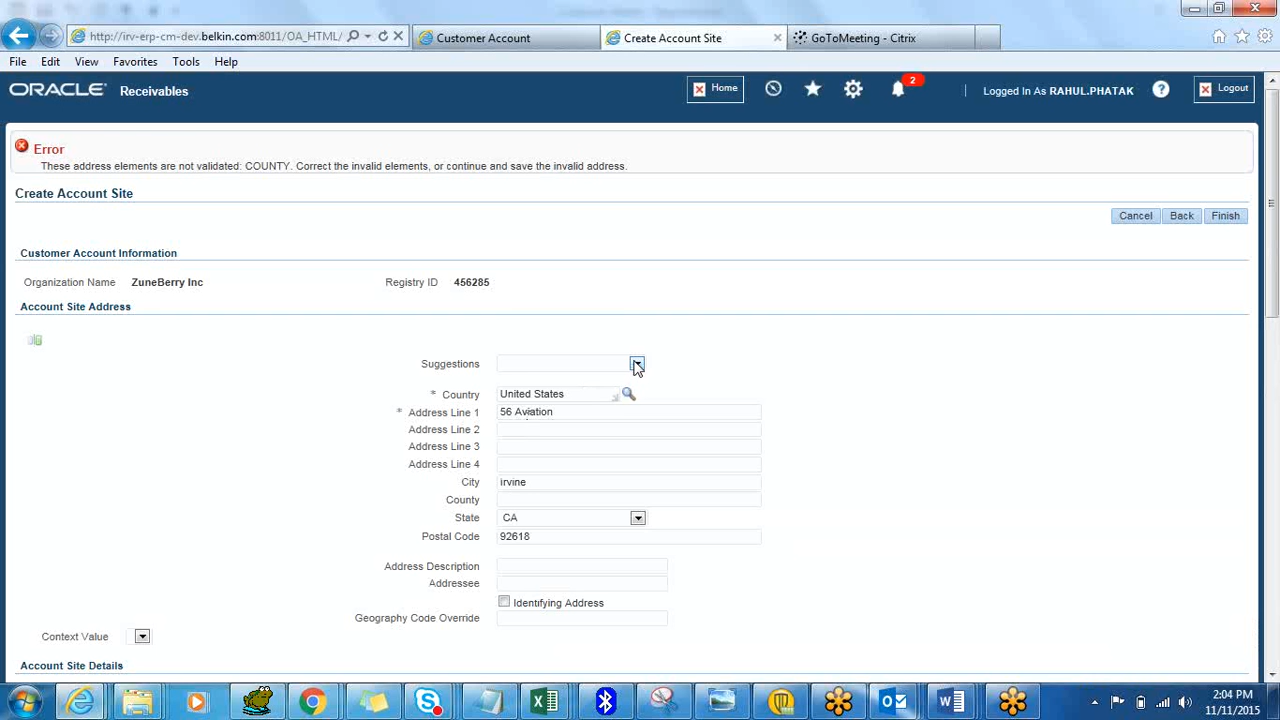 http://irv-erp-cm-dev.belkin.com:8011/OA_HTML/
Customer Account
Create Account Site
GoToMeeting - Citrix
File Edit View Favorites Tools Help
ORACLE Receivables
Home
2
Logged In As RAHUL.PHATAK
Logout
Error
These address elements are not validated: COUNTY. Correct the invalid elements, or continue and save the invalid address.
Create Account Site
Cancel Back Finish
Customer Account Information
Organization Name ZuneBerry Inc Registry ID 456285
Account Site Address
Suggestions
* Country United States
* Address Line 1 56 Aviation
Address Line 2
Address Line 3
Address Line 4
City irvine
County
State CA
Postal Code 92618
Address Description
Addressee
Identifying Address
Geography Code Override
Context Value
Account Site Details
2:04 PM
11/11/2015